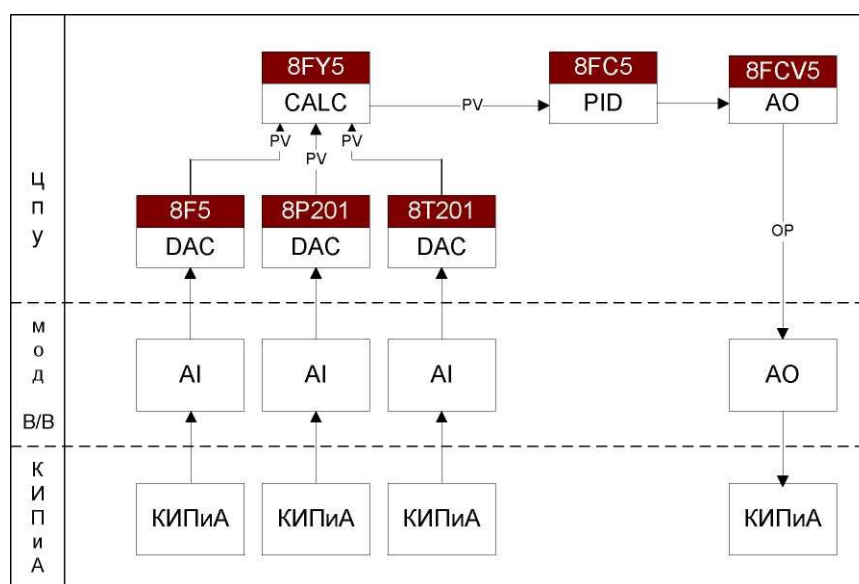 8FY5
CALC
8FC5
PID
8FCV5
AO
PV
PV
PV
PV
8F5
DAC
8P201
DAC
8T201
DAC
OP
Ц
п
у
AI
AI
AI
AO
м
о
д
В/В
КИПиА
КИПиА
КИПиА
КИПиА
К
И
П
и
А